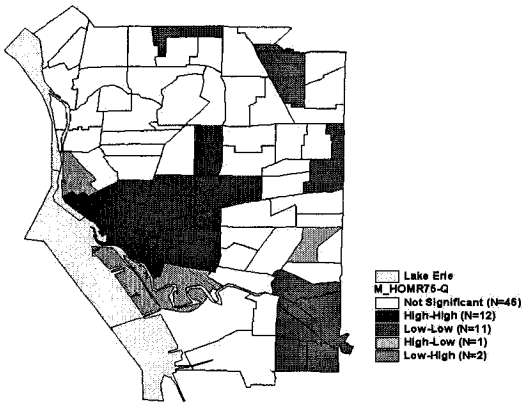 Lake Erie
M_HOMR75-Q
Not Significant (N=46)
High-High (N=12)
Low-Low (N=11)
High-Low (N=1)
Low-High (N=2)